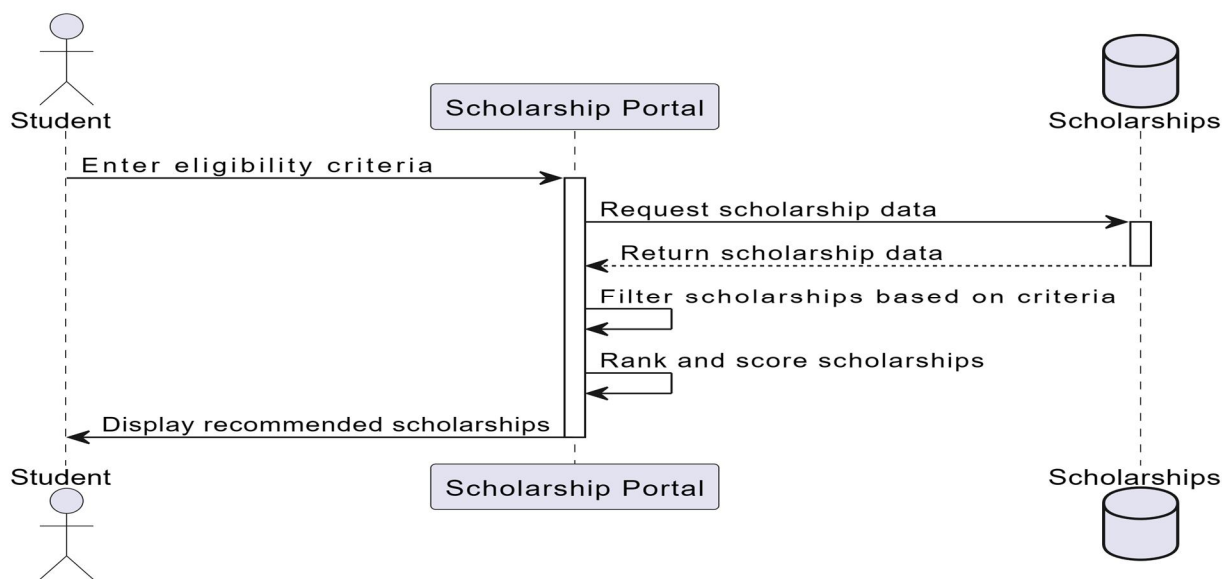 Student
Scholarship Portal
Scholarships
Enter eligibility criteria
Request scholarship data
Return scholarship data
Filter scholarships based on criteria
Rank and score scholarships
Display recommended scholarships
Student
Scholarship Portal
Scholarships